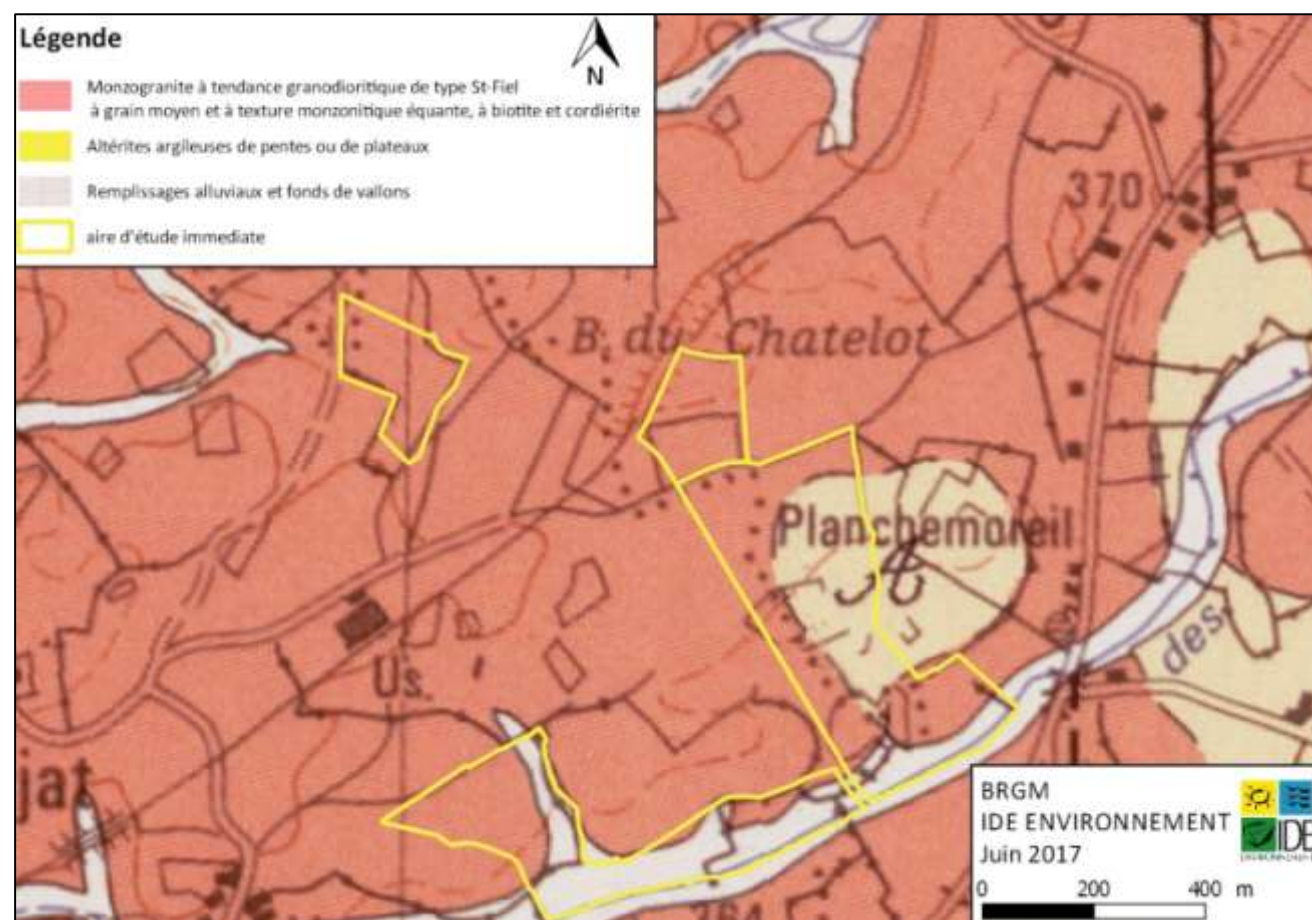 Légende
N
Monzogranite à tendance granodioritique de type St-Fiel
à grain moyen et à texture monzonitique équante, à biotite et cordiérite
Altérites argileuses de pentes ou de plateaux
Remplissages alluviaux et fonds de vallons
aire d'étude immediate
370
B. du Chatelot
Planchemoreil
des
Us.
jat
364
BRGM
IDE ENVIRONNEMENT
Juin 2017
IDE
0 200 400 m